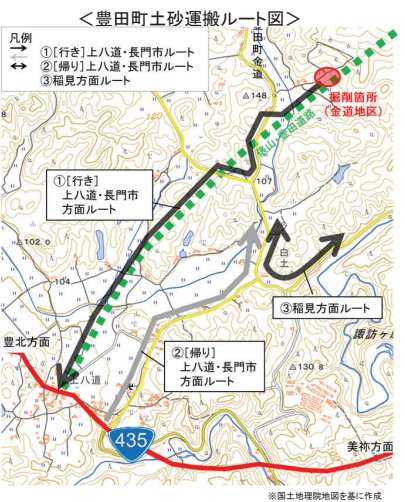 ＜豊田町土砂運搬ルート図＞
凡例
①[行き]上八道・長門市ルート
②[帰り]上八道・長門市ルート
③稲見方面ルート
田町金道
148
掘削箇所
(金道地区)
俵山・豊田道路
①[行き]
上八道・長門市
方面ルート
107
102.0
白土
104
③稲見方面ルート
諏訪ヶ
豊北方面
②[帰り]
上八道・長門市
方面ルート
130.8
上八道
せ
435
美祢方面
※国土地理院地図を基に作成